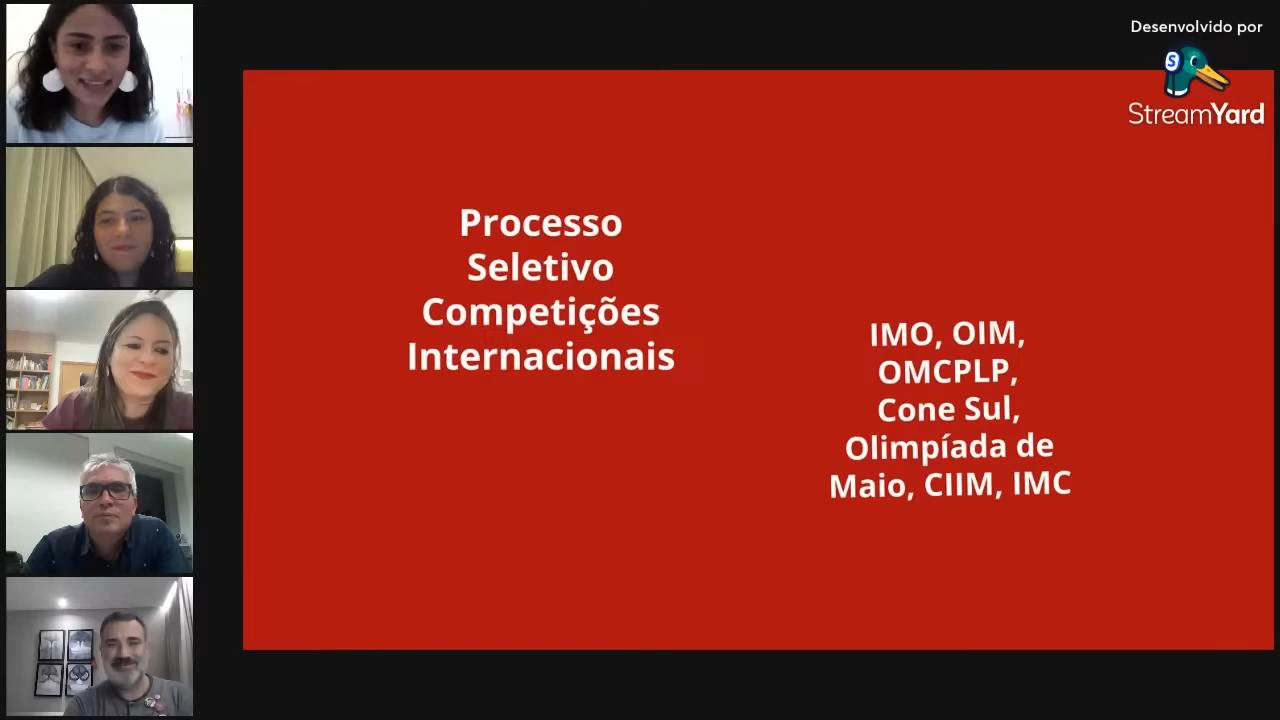 Desenvolvido por
S
StreamYard
Processo
Seletivo
Competições
Internacionais
IMO, OIM,
OMCPLP,
Cone Sul,
Olimpíada de
Maio, CIIM, IMC